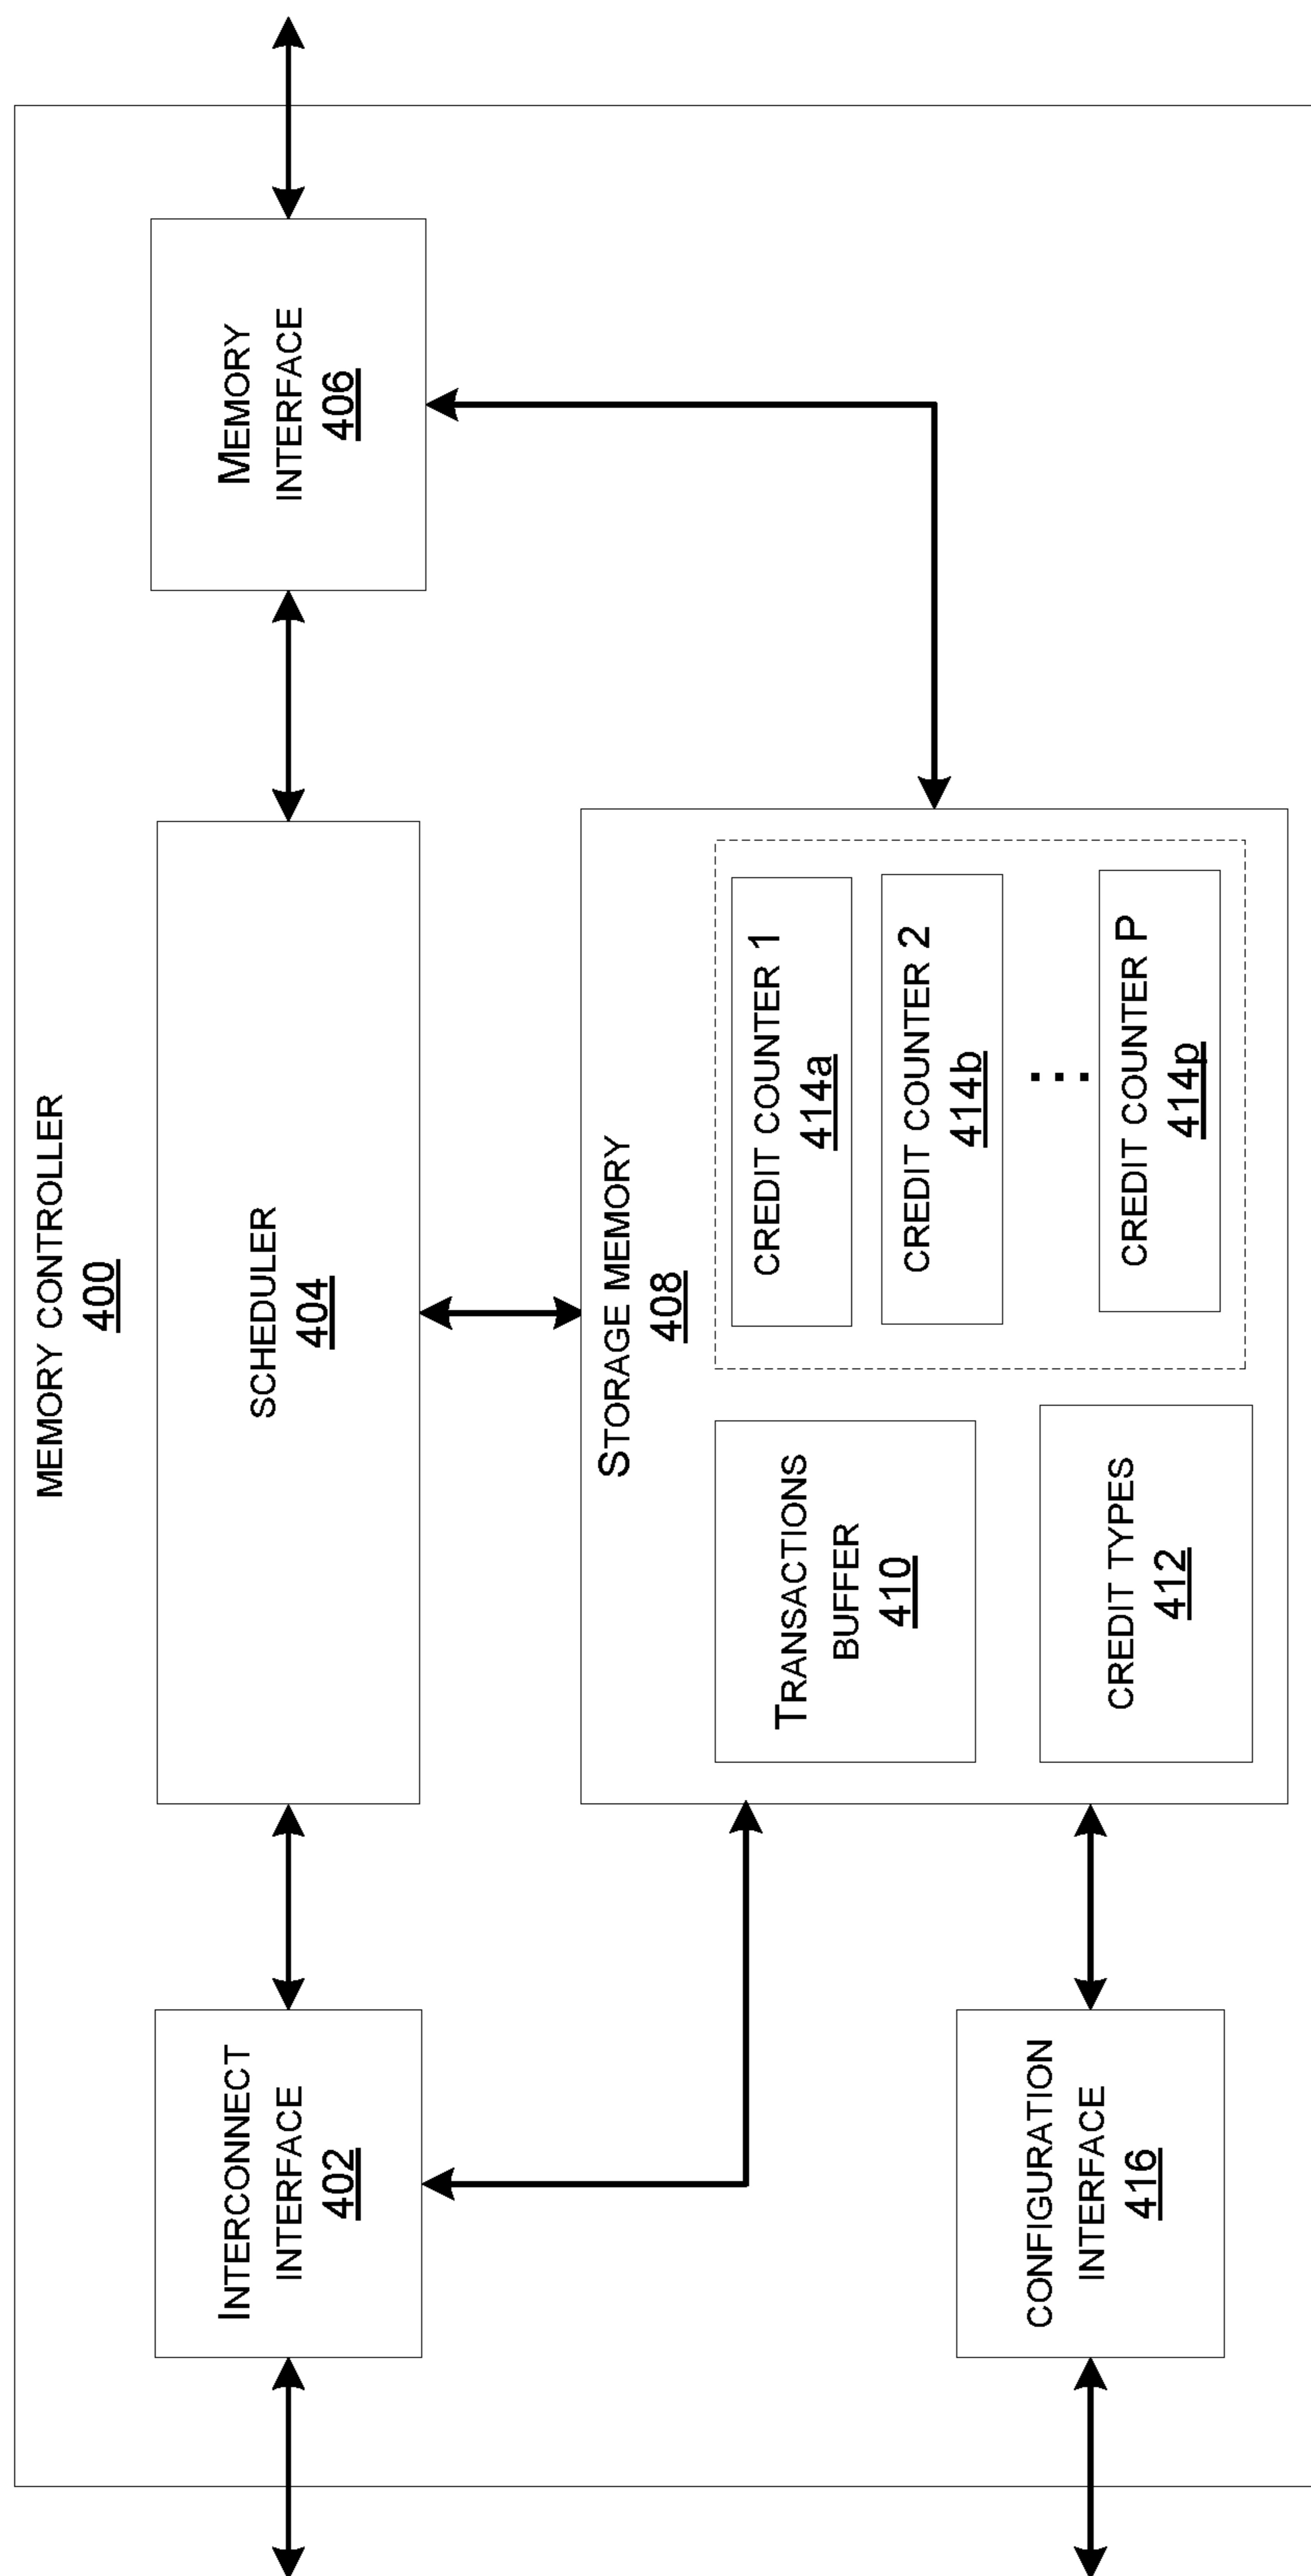 MEMORY CONTROLLER
400
INTERCONNECT
INTERFACE
402
SCHEDULER
404
MEMORY
INTERFACE
406
STORAGE MEMORY
408
TRANSACTIONS
BUFFER
410
CREDIT TYPES
412
CREDIT COUNTER 1
414a
CREDIT COUNTER 2
414b
...
CREDIT COUNTER P
414p
CONFIGURATION
INTERFACE
416